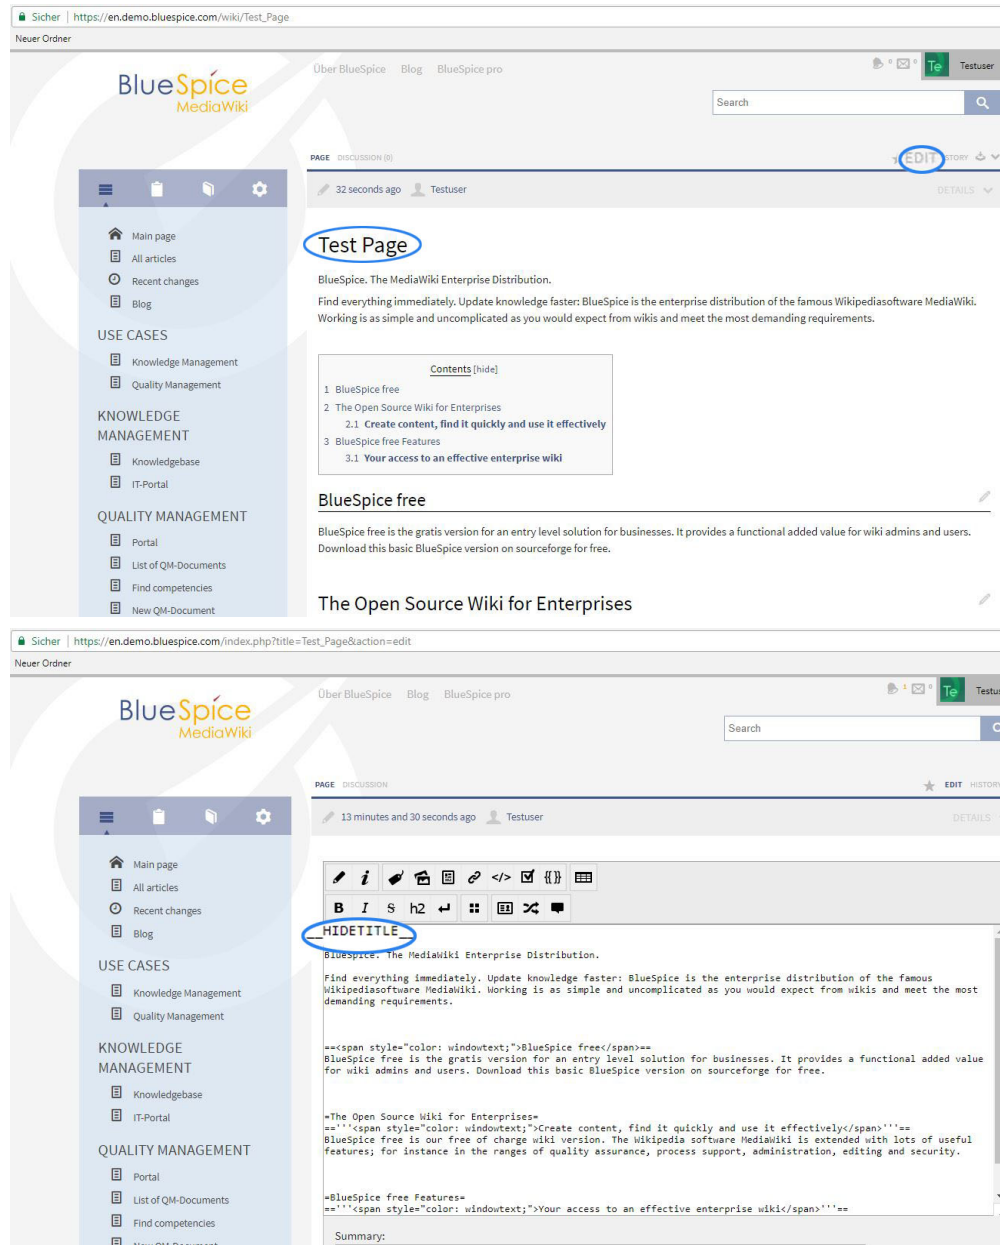 Sicher | https://en.demo.bluespice.com/wiki/Test_Page
Neuer Ordner
BlueSpice
MediaWiki
Über BlueSpice Blog BlueSpice pro
0 0 Te Testuser
Search
PAGE DISCUSSION (0)
EDIT STORY
32 seconds ago Testuser
DETAILS
Main page
All articles
Recent changes
Blog
USE CASES
Knowledge Management
Quality Management
KNOWLEDGE
MANAGEMENT
Knowledgebase
IT-Portal
QUALITY MANAGEMENT
Portal
List of QM-Documents
Find competencies
New QM-Document
Test Page
BlueSpice. The MediaWiki Enterprise Distribution.
Find everything immediately. Update knowledge faster: BlueSpice is the enterprise distribution of the famous Wikipediasoftware MediaWiki.
Working is as simple and uncomplicated as you would expect from wikis and meet the most demanding requirements.
Contents [hide]
1 BlueSpice free
2 The Open Source Wiki for Enterprises
2.1 Create content, find it quickly and use it effectively
3 BlueSpice free Features
3.1 Your access to an effective enterprise wiki
BlueSpice free
BlueSpice free is the gratis version for an entry level solution for businesses. It provides a functional added value for wiki admins and users.
Download this basic BlueSpice version on sourceforge for free.
The Open Source Wiki for Enterprises
Sicher | https://en.demo.bluespice.com/index.php?title=Test_Page&action=edit
Neuer Ordner
BlueSpice
MediaWiki
Über BlueSpice Blog BlueSpice pro
1 0 Te Testus
Search
PAGE DISCUSSION
EDIT HISTORY
13 minutes and 30 seconds ago Testuser
DETAILS
Main page
All articles
Recent changes
Blog
USE CASES
Knowledge Management
Quality Management
KNOWLEDGE
MANAGEMENT
Knowledgebase
IT-Portal
QUALITY MANAGEMENT
Portal
List of QM-Documents
Find competencies
New QM-Document
i </> {{}}
B I S h2
__HIDETITLE__
BlueSpice. The MediaWiki Enterprise Distribution.
Find everything immediately. Update knowledge faster: BlueSpice is the enterprise distribution of the famous
Wikipediasoftware MediaWiki. Working is as simple and uncomplicated as you would expect from wikis and meet the most
demanding requirements.
==<span style="color: windowtext;">BlueSpice free</span>==
BlueSpice free is the gratis version for an entry level solution for businesses. It provides a functional added value
for wiki admins and users. Download this basic BlueSpice version on sourceforge for free.
=The Open Source Wiki for Enterprises=
=='''<span style="color: windowtext;">Create content, find it quickly and use it effectively</span>'''==
BlueSpice free is our free of charge wiki version. The Wikipedia software MediaWiki is extended with lots of useful
features; for instance in the ranges of quality assurance, process support, administration, editing and security.
=BlueSpice free Features=
=='''<span style="color: windowtext;">Your access to an effective enterprise wiki</span>'''==
Summary: